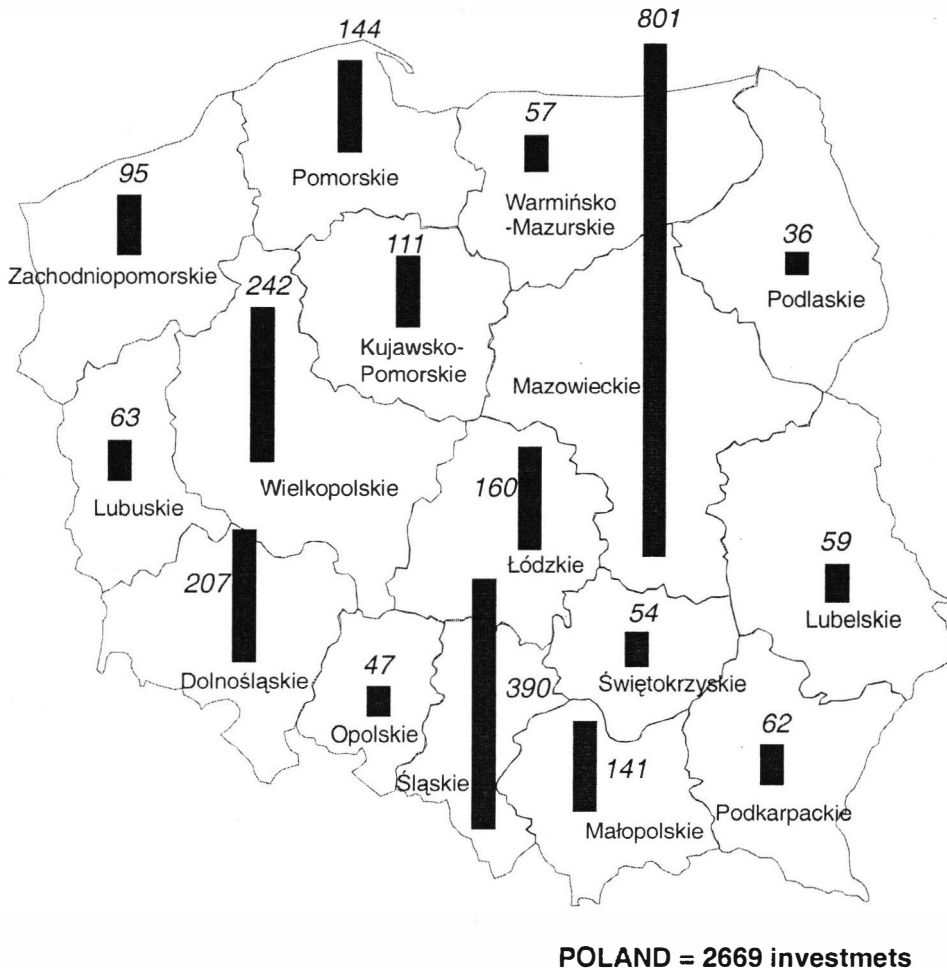 801
144
57
Pomorskie
95
Warmińsko
-Mazurskie
Zachodniopomorskie
111
36
242
Podlaskie
Kujawsko-
Pomorskie
Mazowieckie
63
Wielkopolskie
160
Lubuskie
Łódzkie
59
207
Lubelskie
54
Dolnośląskie
47
390
Świętokrzyskie
Opolskie
62
Śląskie
141
Małopolskie
Podkarpackie
POLAND = 2669 investmets